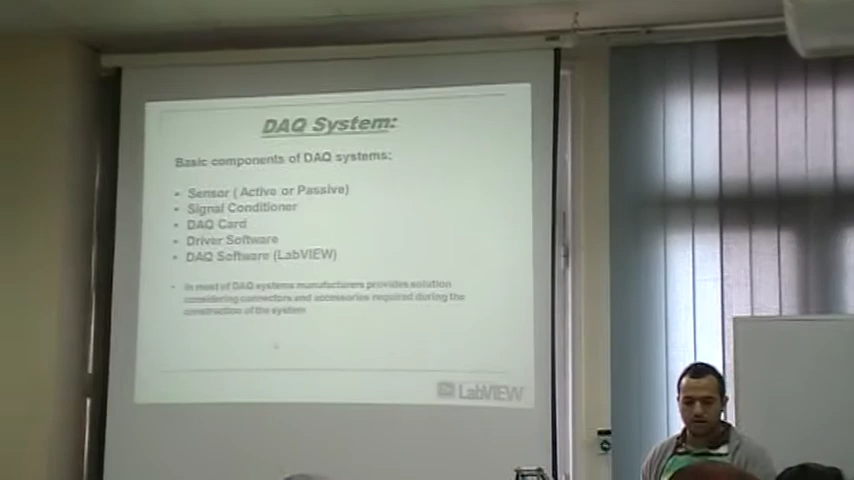 DAQ System:
Basic components of DAQ systems:
• Sensor ( Active or Passive)
• Signal Conditioner
• DAQ Card
• Driver Software
• DAQ Software (LabVIEW)
• In most of DAQ systems manufacturers provides solution
considering connectors and accessories required during the
construction of the system
LabVIEW